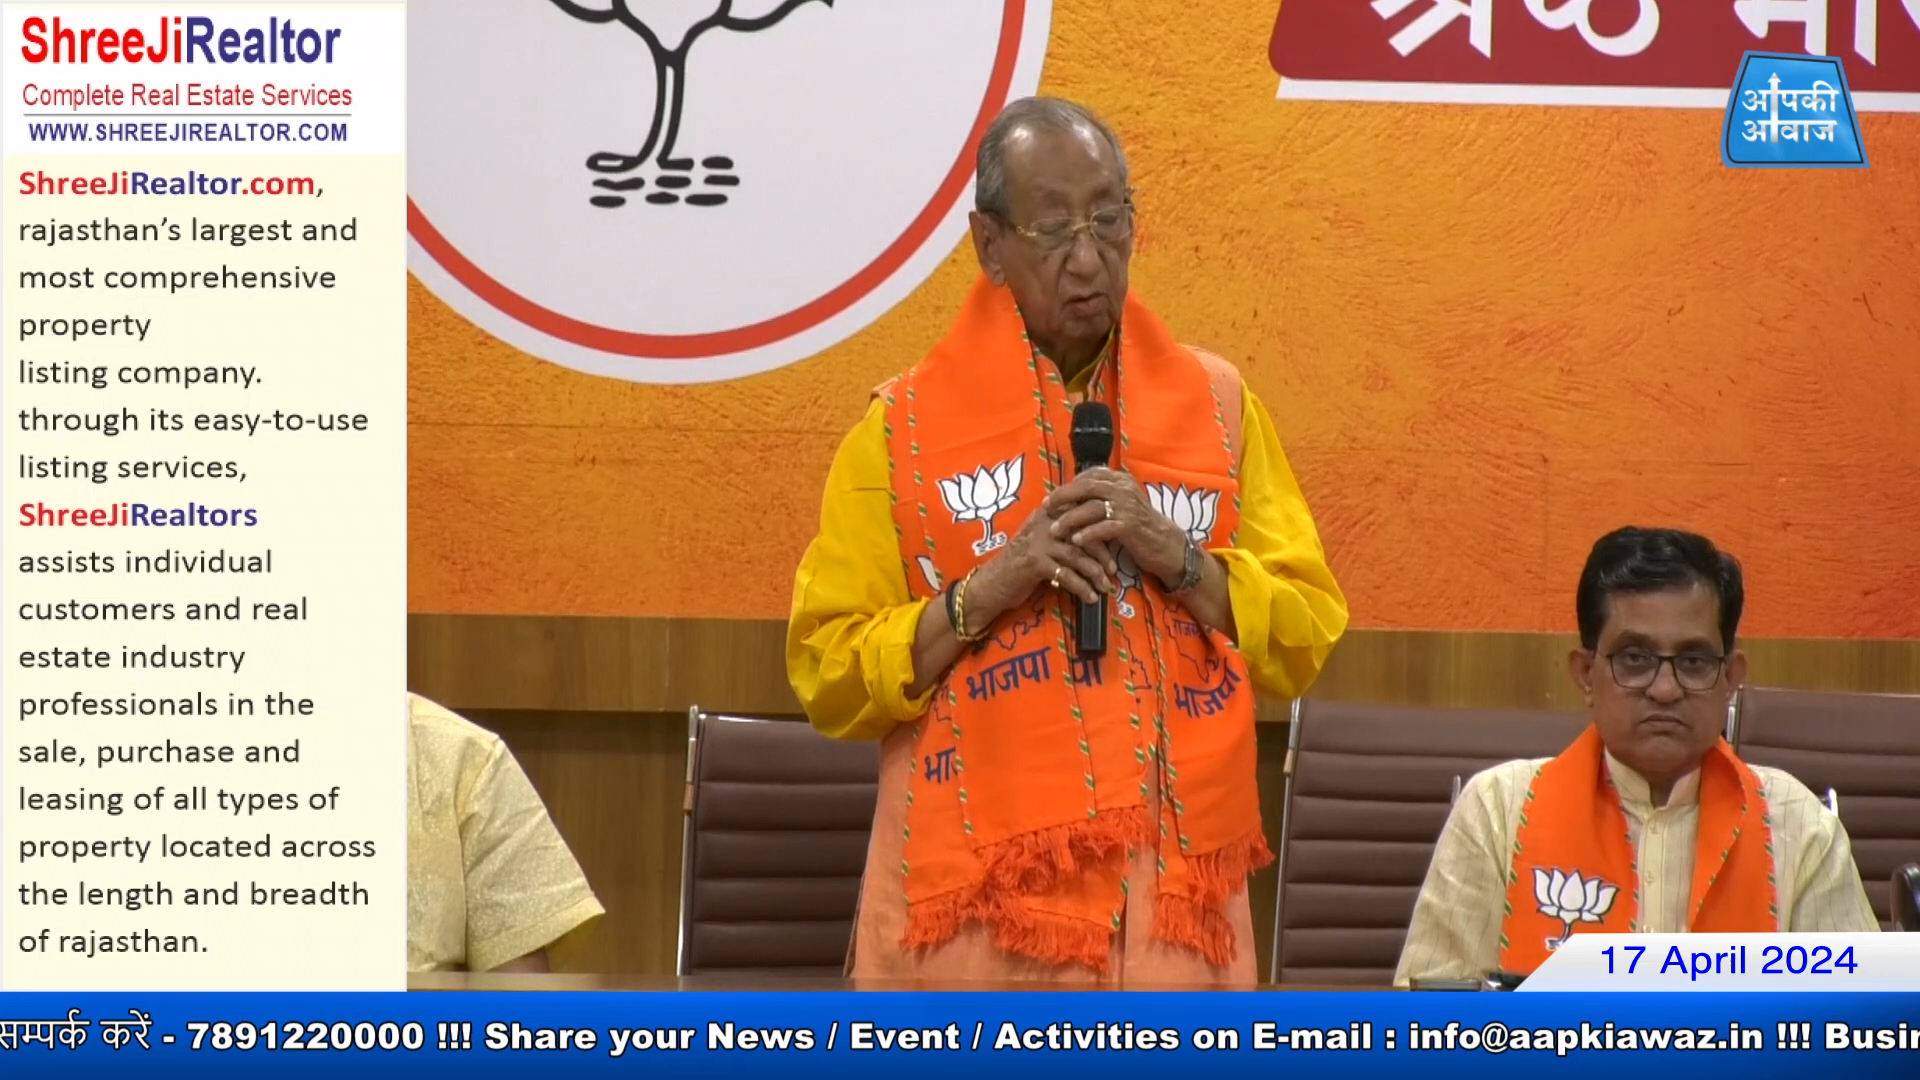 ShreeJiRealtor
Complete Real Estate Services
WWW.SHREEJIREALTOR.COM
ShreeJiRealtor.com,
rajasthan’s largest and
most comprehensive
property
listing company.
through its easy-to-use
listing services,
ShreeJiRealtors
assists individual
customers and real
estate industry
professionals in the
sale, purchase and
leasing of all types of
property located across
the length and breadth
of rajasthan.
श्रेष्ठ
आपकी
आवाज
भाजपा पा
भाजपा
17 April 2024
सम्पर्क करें - 7891220000 !!! Share your News / Event / Activities on E-mail : info@aapkiawaz.in !!!